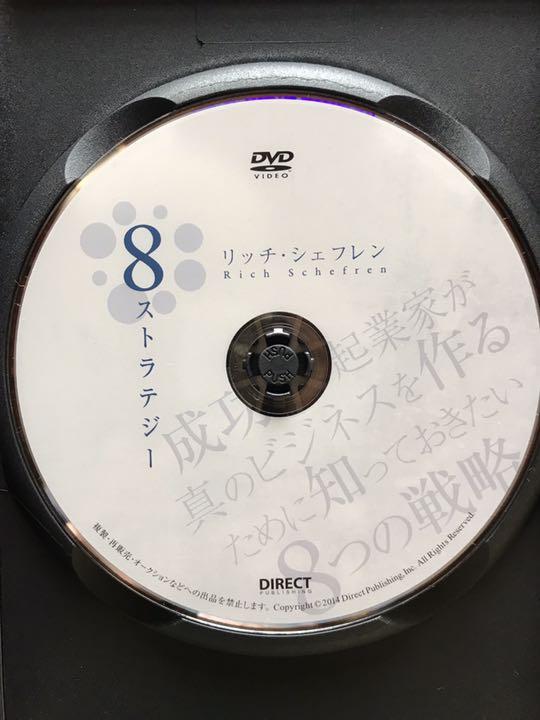 DVD
VIDEO
8ストラテジー
リッチ・シェフレン
Rich Schefren
PUSH
PUSH
成功 起業家が
真のビジネスを作る
ために知っておきたい
8つの戦略
DIRECT
PUBLISHING
複製・再販売・オークションなどへの出品を禁止します。Copyright©2014 Direct Publishing, Inc. All Rights Reserved.